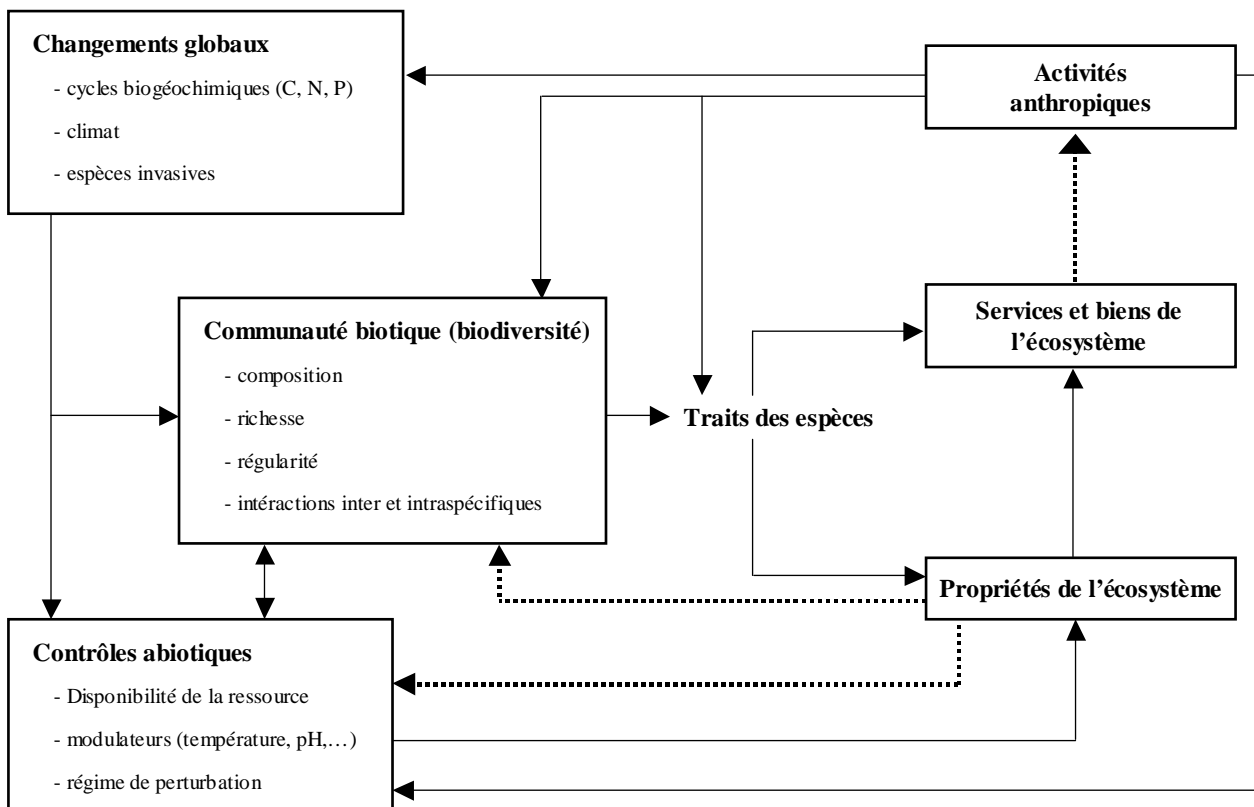 Changements globaux
- cycles biogéochimiques (C, N, P)
- climat
- espèces invasives
Activités
anthropiques
Services et biens de
l'écosystème
Communauté biotique (biodiversité)
- composition
- richesse
- régularité
- intéractions inter et intraspécifiques
Traits des espèces
Propriétés de l'écosystème
Contrôles abiotiques
- Disponibilité de la ressource
- modulateurs (température, pH,…)
- régime de perturbation